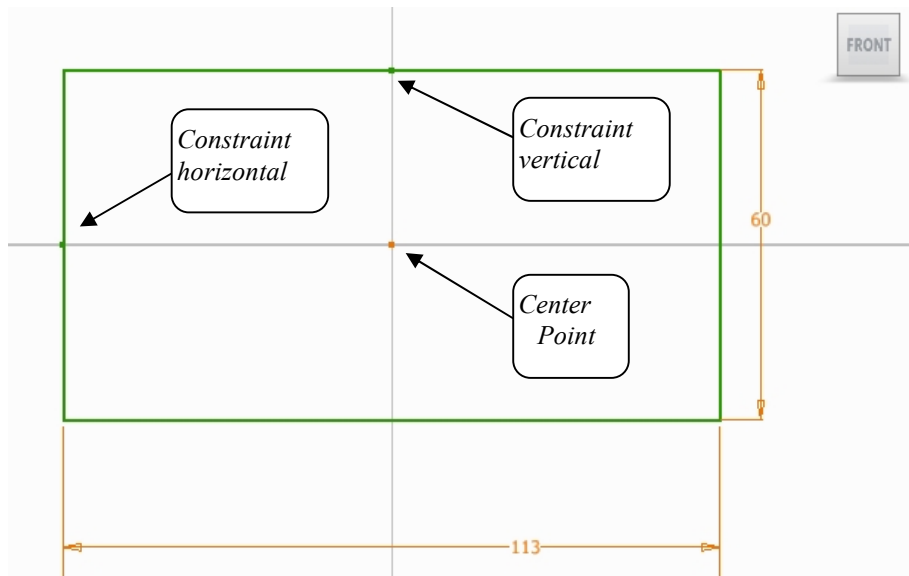 FRONT
Constraint
horizontal
Constraint
vertical
60
Center
Point
113